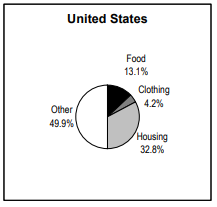 United States
Food
13.1%
Clothing
4.2%
Other
49.9%
Housing
32.8%